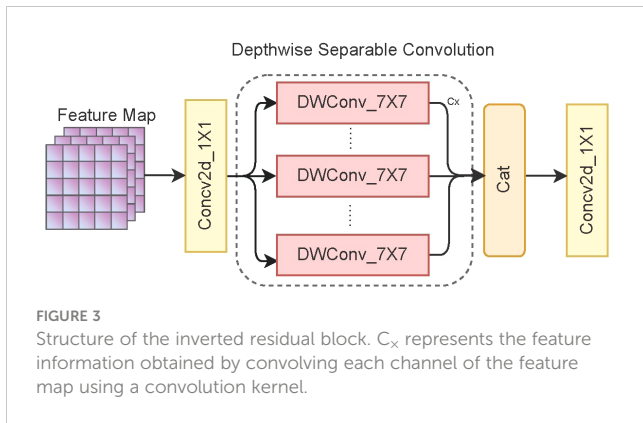 Depthwise Separable Convolution
Feature Map
Concv2d_1X1
DWConv_7X7
Cx
DWConv_7X7
DWConv_7X7
Cat
Concv2d_1X1
FIGURE 3
Structure of the inverted residual block. Cx represents the feature
information obtained by convolving each channel of the feature
map using a convolution kernel.